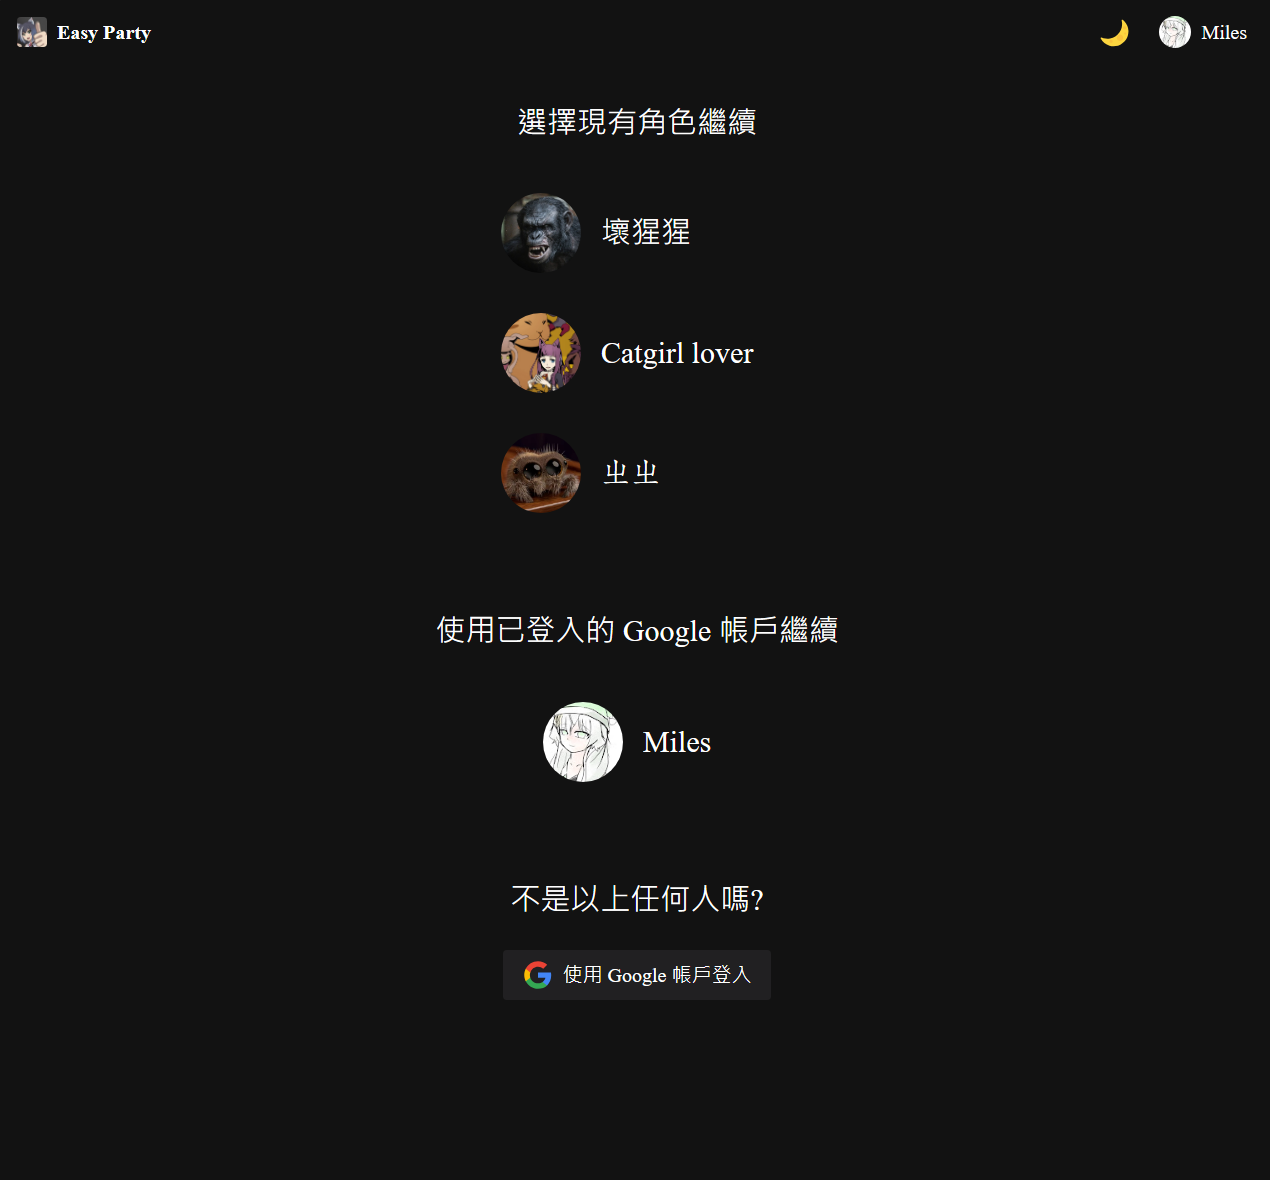 Easy Party
Miles
選擇現有角色繼續
壞猩猩
Catgirl lover
ㄓㄓ
使用已登入的 Google 帳戶繼續
Miles
不是以上任何人嗎?
使用 Google 帳戶登入